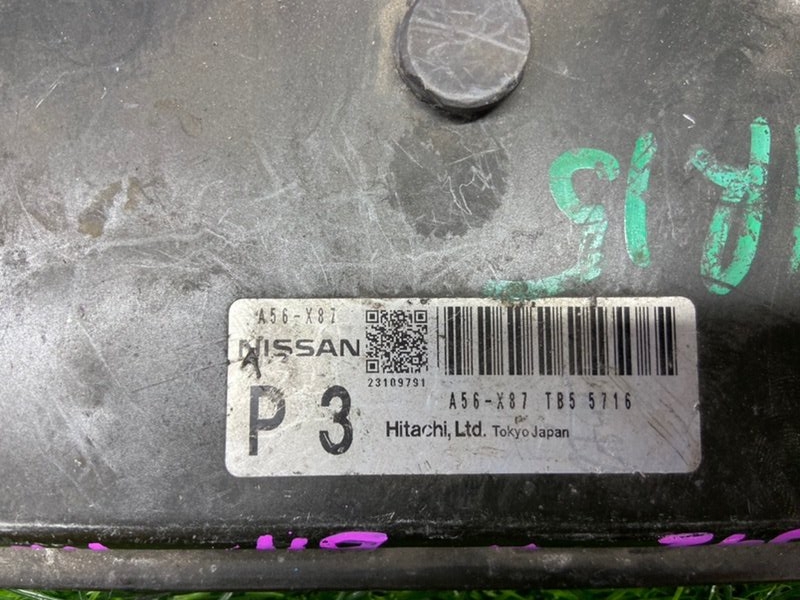 A56-X87
NISSAN
23109791
A56-X87 TB5 5716
P 3
Hitachi, Ltd. Tokyo Japan